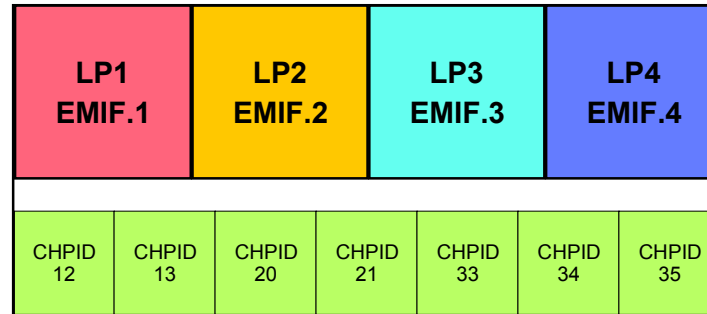 LP1
EMIF.1
LP2
EMIF.2
LP3
EMIF.3
LP4
EMIF.4
CHPID
12
CHPID
13
CHPID
20
CHPID
21
CHPID
33
CHPID
34
CHPID
35